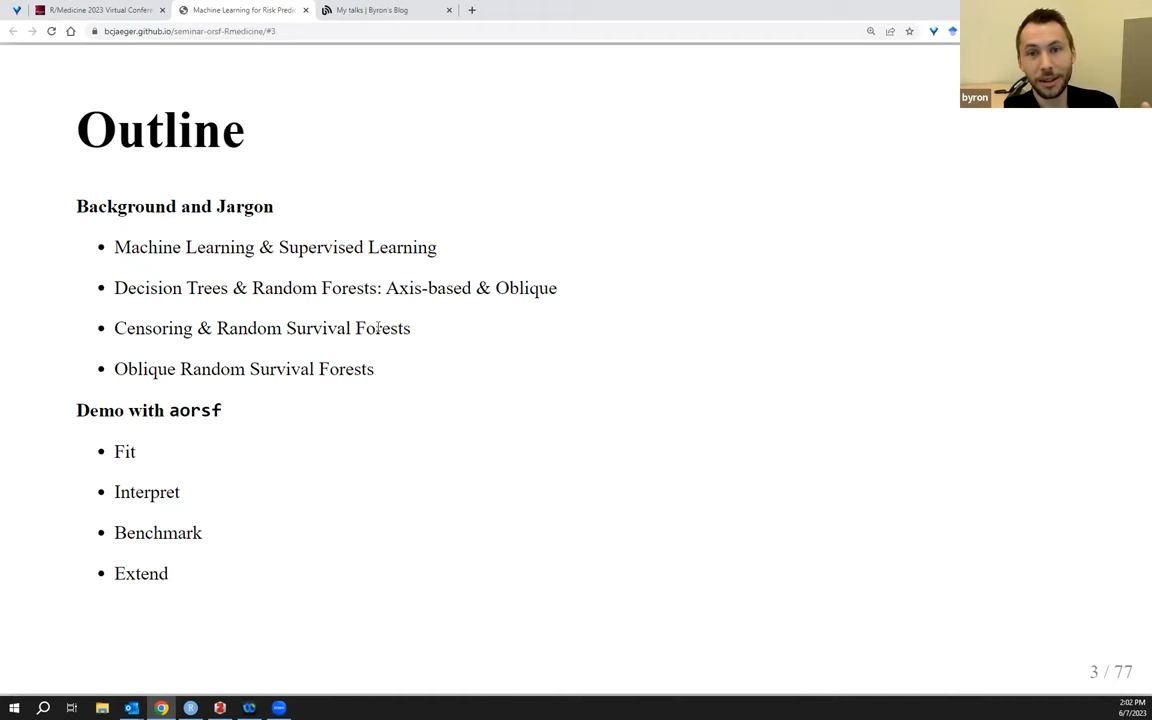 R/Medicine 2023 Virtual Confere
Machine Learning for Risk Predic
My talks | Byron's Blog
bcjaeger.github.io/seminar-orsf-Rmedicine/#3
byron
Outline
Background and Jargon
• Machine Learning & Supervised Learning
• Decision Trees & Random Forests: Axis-based & Oblique
• Censoring & Random Survival Forests
• Oblique Random Survival Forests
Demo with aorsf
• Fit
• Interpret
• Benchmark
• Extend
3 / 77
2:02 PM
6/7/2023